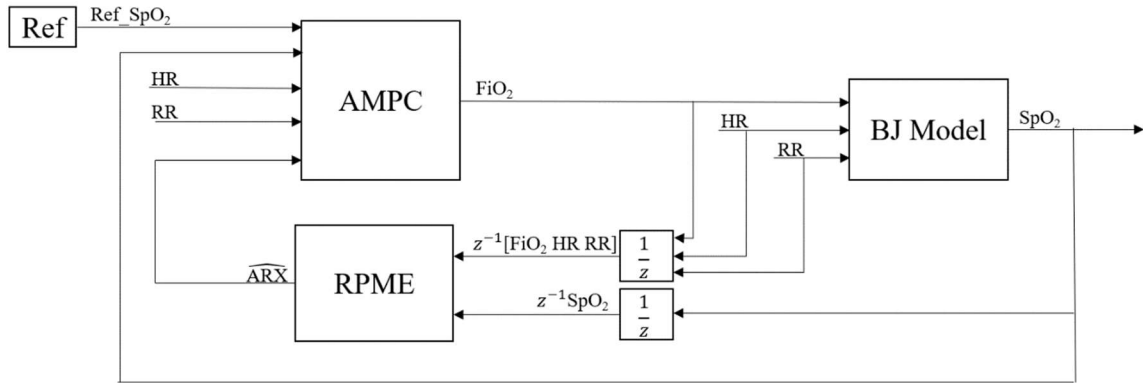 Ref
Ref_SpO₂
HR
RR
AMPC
FiO₂
HR
RR
BJ Model
SpO₂
z⁻¹[FiO₂ HR RR]
1
z
ARX̂
RPME
z⁻¹SpO₂
1
z